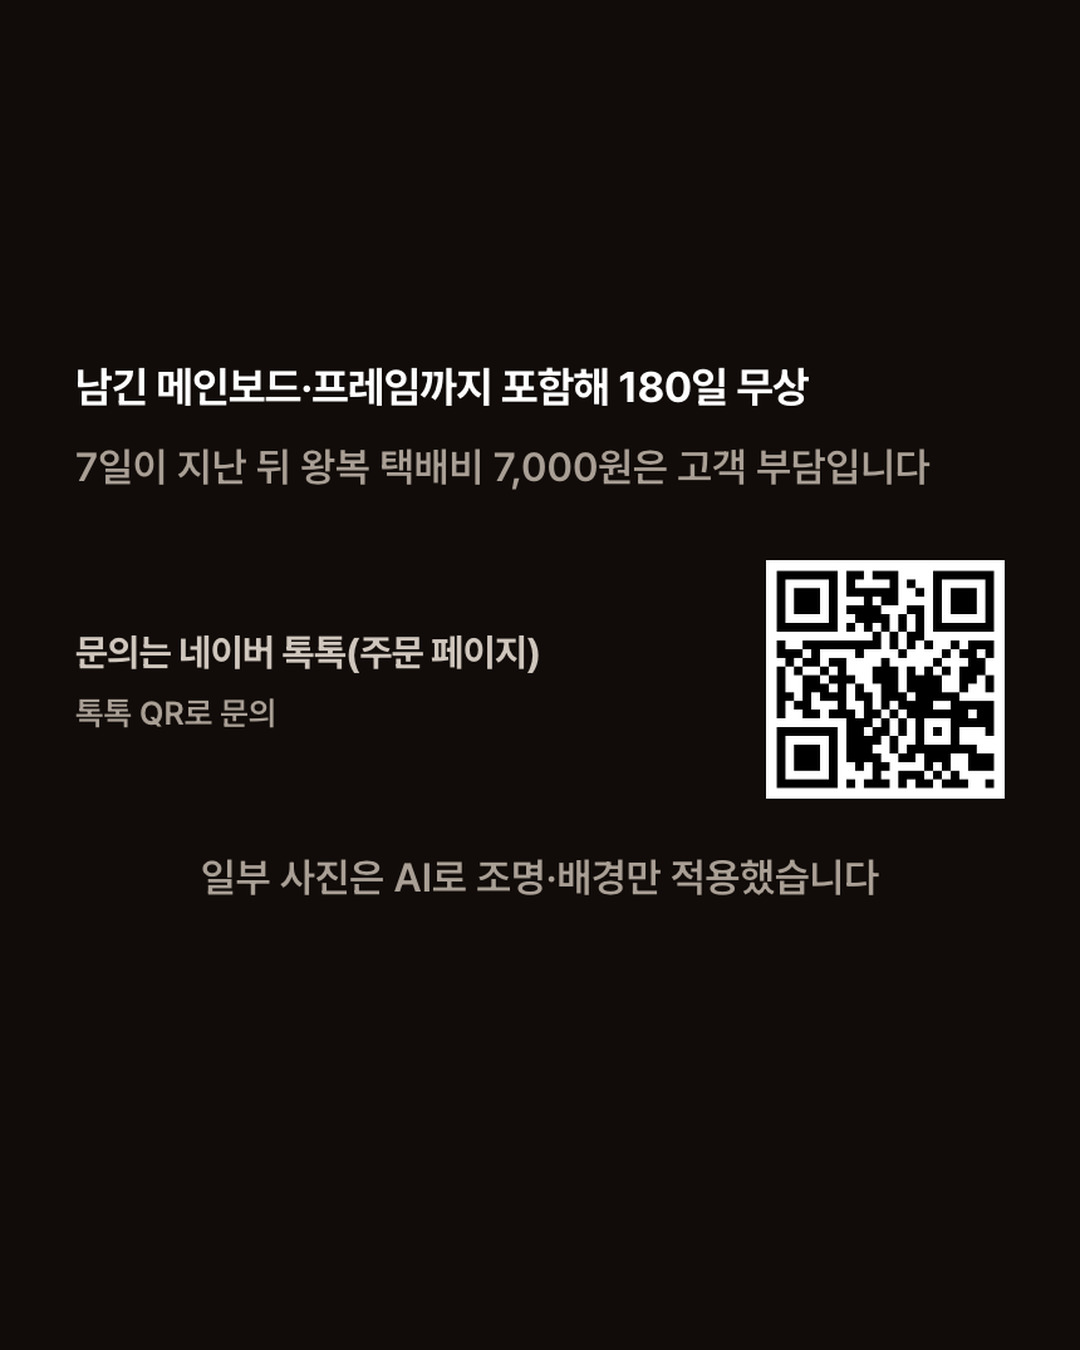 남긴 메인보드·프레임까지 포함해 180일 무상
7일이 지난 뒤 왕복 택배비 7,000원은 고객 부담입니다
문의는 네이버 톡톡(주문 페이지)
톡톡 QR로 문의
일부 사진은 AI로 조명·배경만 적용했습니다